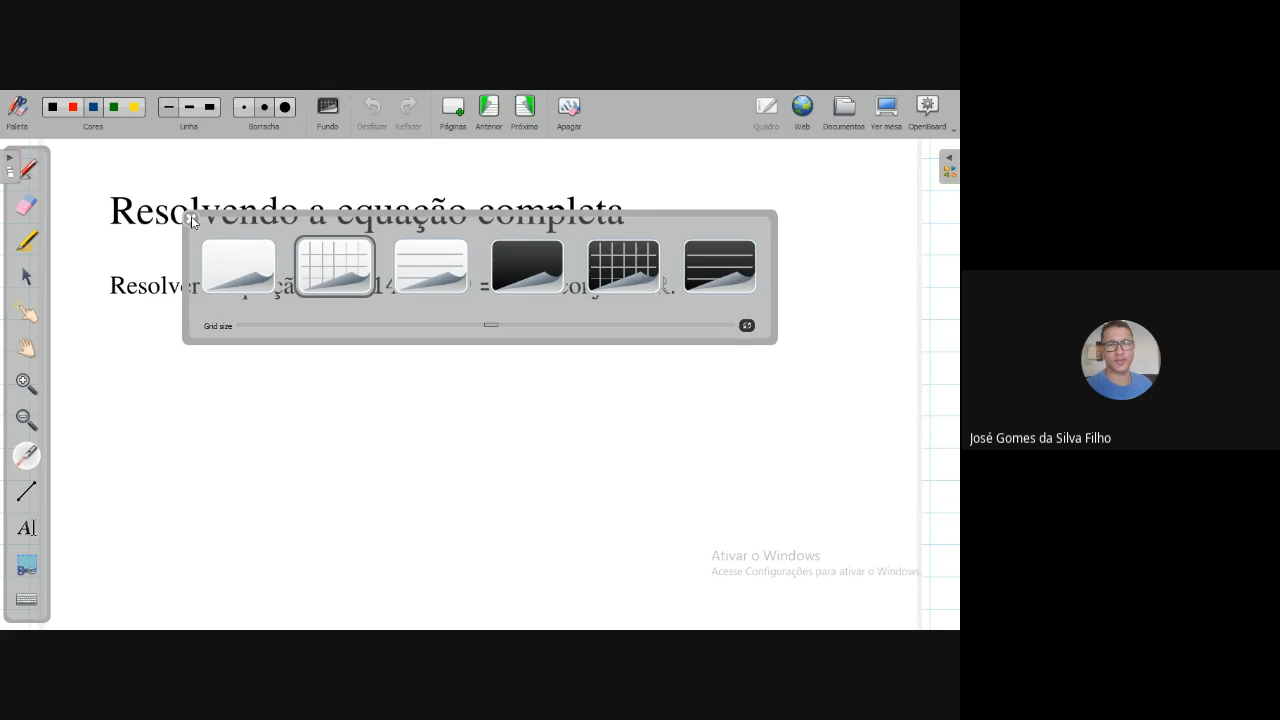 Paleta
Cores
Linha
Borracha
Fundo
Desfazer
Refazer
Páginas
Anterior
Próximo
Apagar
Quadro
Web
Documentos
Ver mesa
OpenBoard
Resolvendo a equação completa
Resolver
14
=
R.
Grid size
Ativar o Windows
Acesse Configurações para ativar o Windows.
José Gomes da Silva Filho